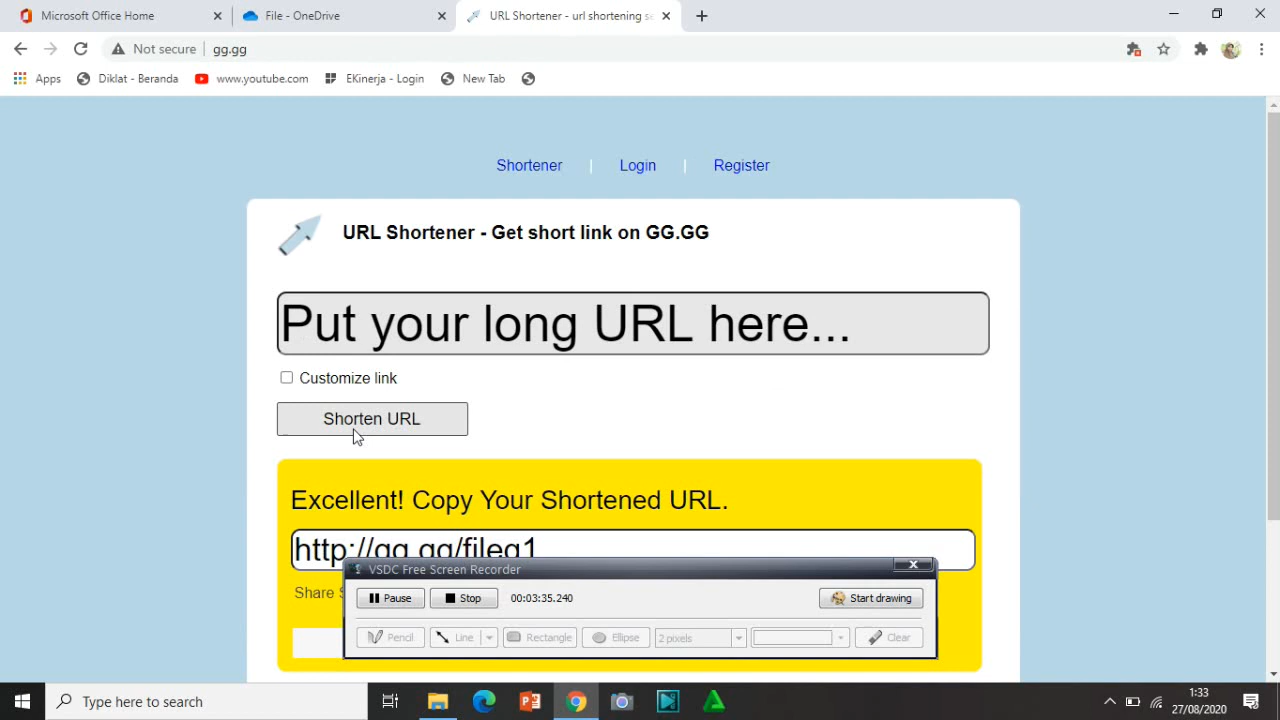 Microsoft Office Home
File - OneDrive
URL Shortener - url shortening se
Not secure
gg.gg
Apps
Diklat - Beranda
www.youtube.com
EKinerja - Login
New Tab
Shortener | Login | Register
URL Shortener - Get short link on GG.GG
Put your long URL here...
Customize link
Shorten URL
Excellent! Copy Your Shortened URL.
http://gg.gg/fileg1
VSDC Free Screen Recorder
Share
Pause
Stop
00:03:35.240
Start drawing
Pencil
Line
Rectangle
Ellipse
2 pixels
Clear
Type here to search
1:33
27/08/2020